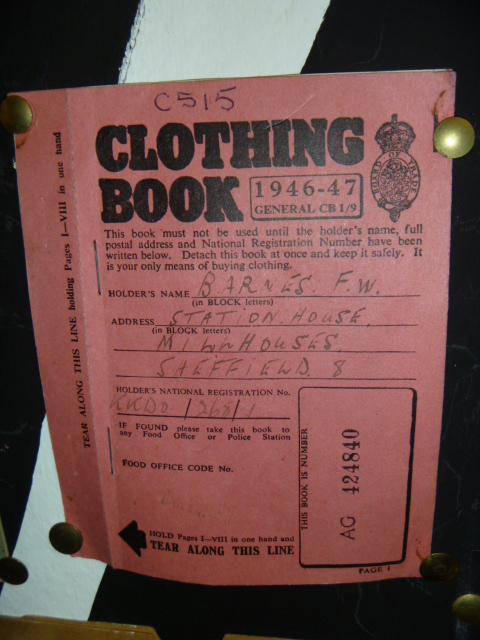 C515
CLOTHING
BOOK
1946-47
GENERAL CB 1/9
BOARD OF TRADE
This book must not be used until the holder's name, full
postal address and National Registration Number have been
written below. Detach this book at once and keep it safely. It
is your only means of buying clothing.
HOLDER'S NAME BARNES. F.W.
(in BLOCK letters)
ADDRESS STATION. HOUSE.
(in BLOCK letters)
MILLHOUSES
SHEFFIELD 8
HOLDER'S NATIONAL REGISTRATION No.
KKDO / 268 / 1
IF FOUND please take this book to
any Food Office or Police Station
FOOD OFFICE CODE No.
HOLD Pages I—VIII in one hand and
TEAR ALONG THIS LINE
THIS BOOK IS NUMBER
AG 424840
PAGE I
TEAR ALONG THIS LINE holding Pages I—VIII in one hand